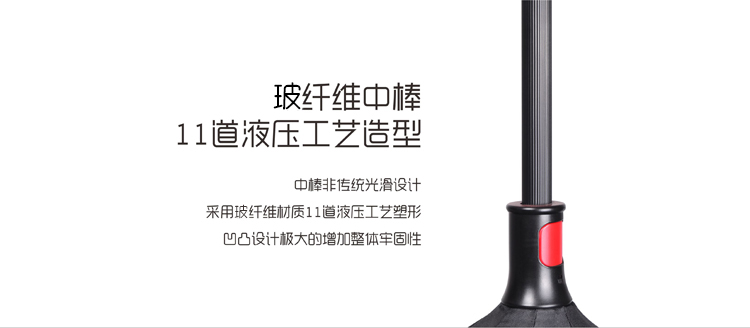 玻纤维中棒
11道液压工艺造型
中棒非传统光滑设计
采用玻纤维材质11道液压工艺塑形
凹凸设计极大的增加整体牢固性